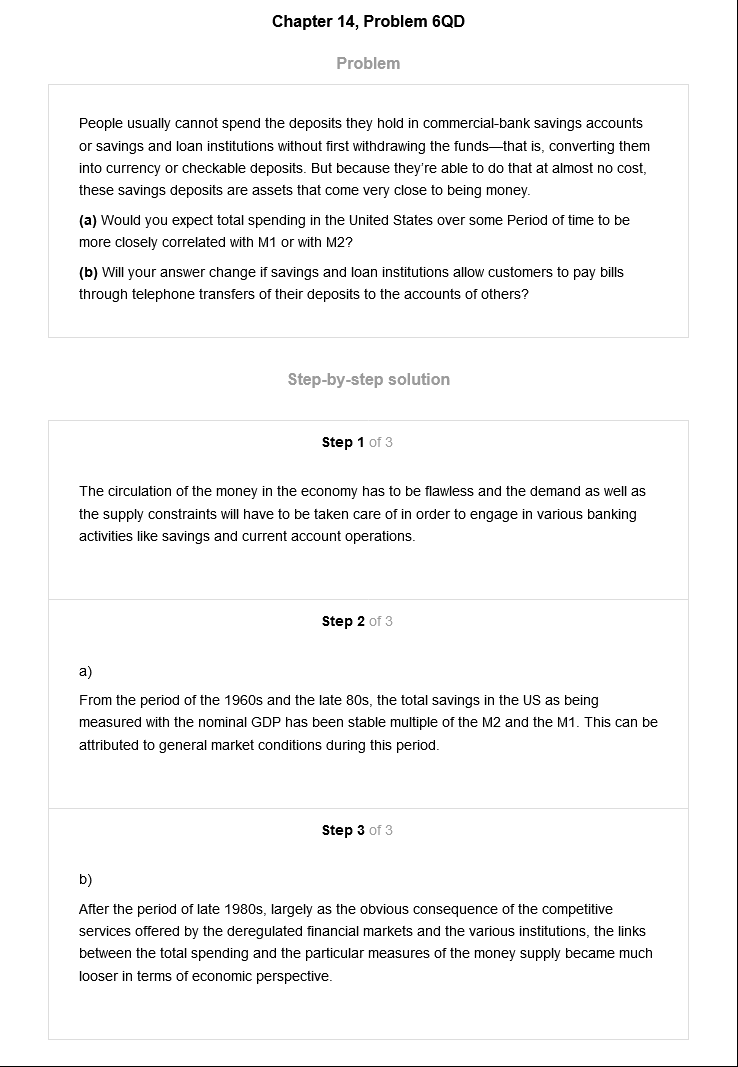 Chapter 14, Problem 6QD
Problem
People usually cannot spend the deposits they hold in commercial-bank savings accounts
or savings and loan institutions without first withdrawing the funds—that is, converting them
into currency or checkable deposits. But because they're able to do that at almost no cost,
these savings deposits are assets that come very close to being money.
(a) Would you expect total spending in the United States over some Period of time to be
more closely correlated with M1 or with M2?
(b) Will your answer change if savings and loan institutions allow customers to pay bills
through telephone transfers of their deposits to the accounts of others?
Step-by-step solution
Step 1 of 3
The circulation of the money in the economy has to be flawless and the demand as well as
the supply constraints will have to be taken care of in order to engage in various banking
activities like savings and current account operations.
Step 2 of 3
a)
From the period of the 1960s and the late 80s, the total savings in the US as being
measured with the nominal GDP has been stable multiple of the M2 and the M1. This can be
attributed to general market conditions during this period.
Step 3 of 3
b)
After the period of late 1980s, largely as the obvious consequence of the competitive
services offered by the deregulated financial markets and the various institutions, the links
between the total spending and the particular measures of the money supply became much
looser in terms of economic perspective.